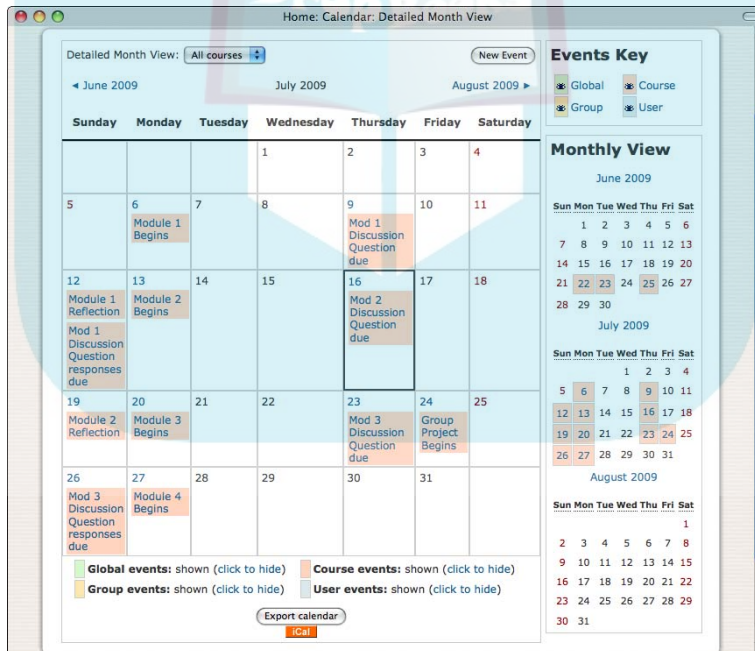 Home: Calendar: Detailed Month View
Detailed Month View: All courses New Event
◄ June 2009 July 2009 August 2009 ►
Sunday Monday Tuesday Wednesday Thursday Friday Saturday
1 2 3 4
5 6 7 8 9 10 11
Module 1
Begins
Mod 1
Discussion
Question
due
12 13 14 15 16 17 18
Module 1
Reflection
Mod 1
Discussion
Question
responses
due
Module 2
Begins
Mod 2
Discussion
Question
due
19 20 21 22 23 24 25
Module 2
Reflection
Module 3
Begins
Mod 3
Discussion
Question
due
Group
Project
Begins
26 27 28 29 30 31
Mod 3
Discussion
Question
responses
due
Module 4
Begins
Global events: shown (click to hide) Course events: shown (click to hide)
Group events: shown (click to hide) User events: shown (click to hide)
Export calendar
iCal
Events Key
Global Course
Group User
Monthly View
June 2009
Sun Mon Tue Wed Thu Fri Sat
1 2 3 4 5 6
7 8 9 10 11 12 13
14 15 16 17 18 19 20
21 22 23 24 25 26 27
28 29 30
July 2009
Sun Mon Tue Wed Thu Fri Sat
1 2 3 4
5 6 7 8 9 10 11
12 13 14 15 16 17 18
19 20 21 22 23 24 25
26 27 28 29 30 31
August 2009
Sun Mon Tue Wed Thu Fri Sat
1
2 3 4 5 6 7 8
9 10 11 12 13 14 15
16 17 18 19 20 21 22
23 24 25 26 27 28 29
30 31